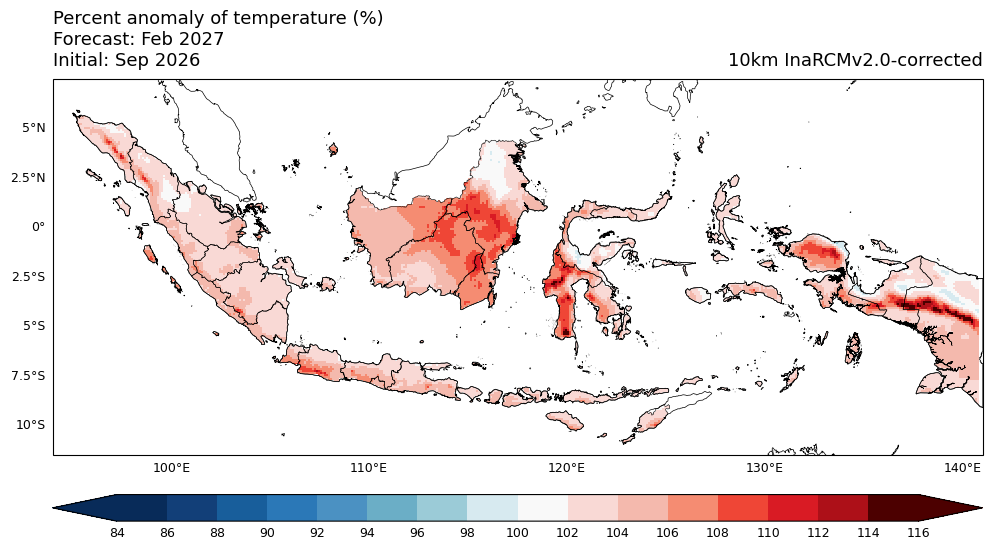 Percent anomaly of temperature (%)
Forecast: Feb 2027
Initial: Sep 2026
10km InaRCMv2.0-corrected
5°N
2.5°N
0°
2.5°S
5°S
7.5°S
10°S
100°E 110°E 120°E 130°E 140°E
84 86 88 90 92 94 96 98 100 102 104 106 108 110 112 114 116